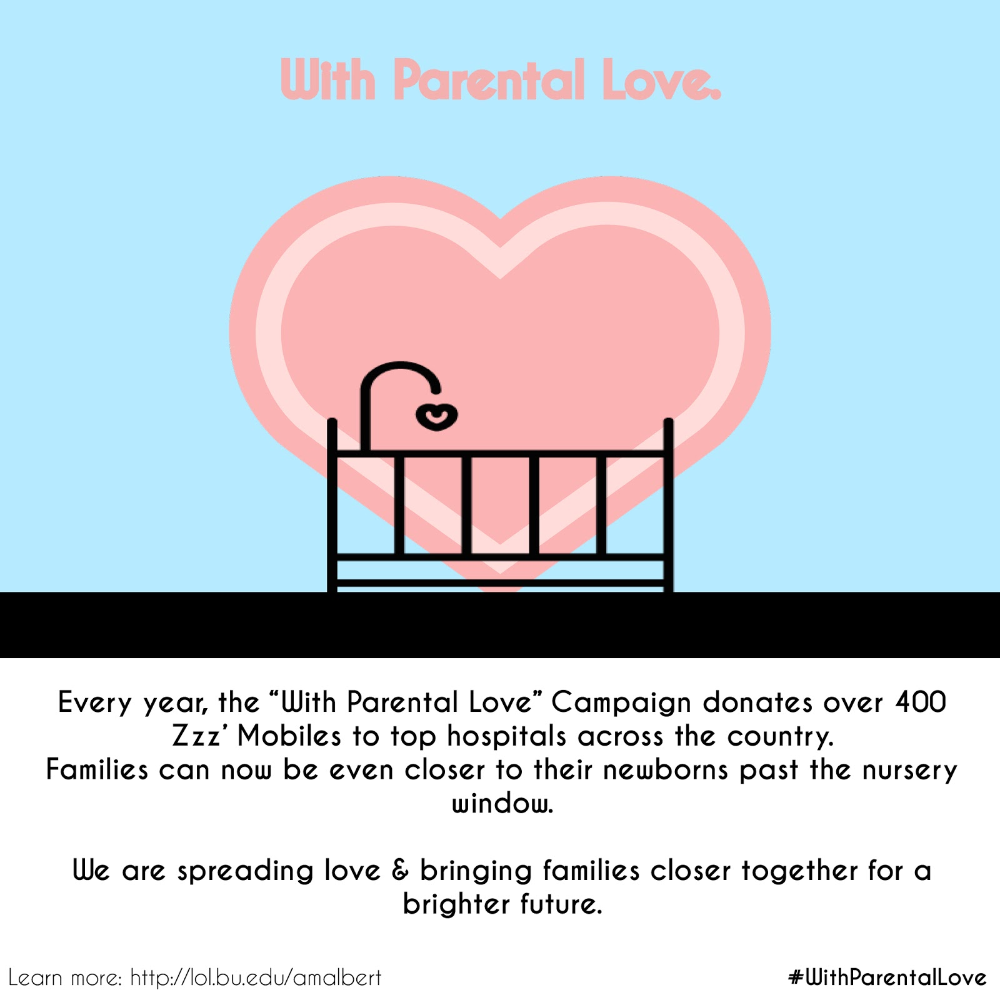 With Parental Love.
Every year, the “With Parental Love” Campaign donates over 400
Zzz’ Mobiles to top hospitals across the country.
Families can now be even closer to their newborns past the nursery
window.
We are spreading love & bringing families closer together for a
brighter future.
Learn more: http://lol.bu.edu/amalbert
#WithParentalLove